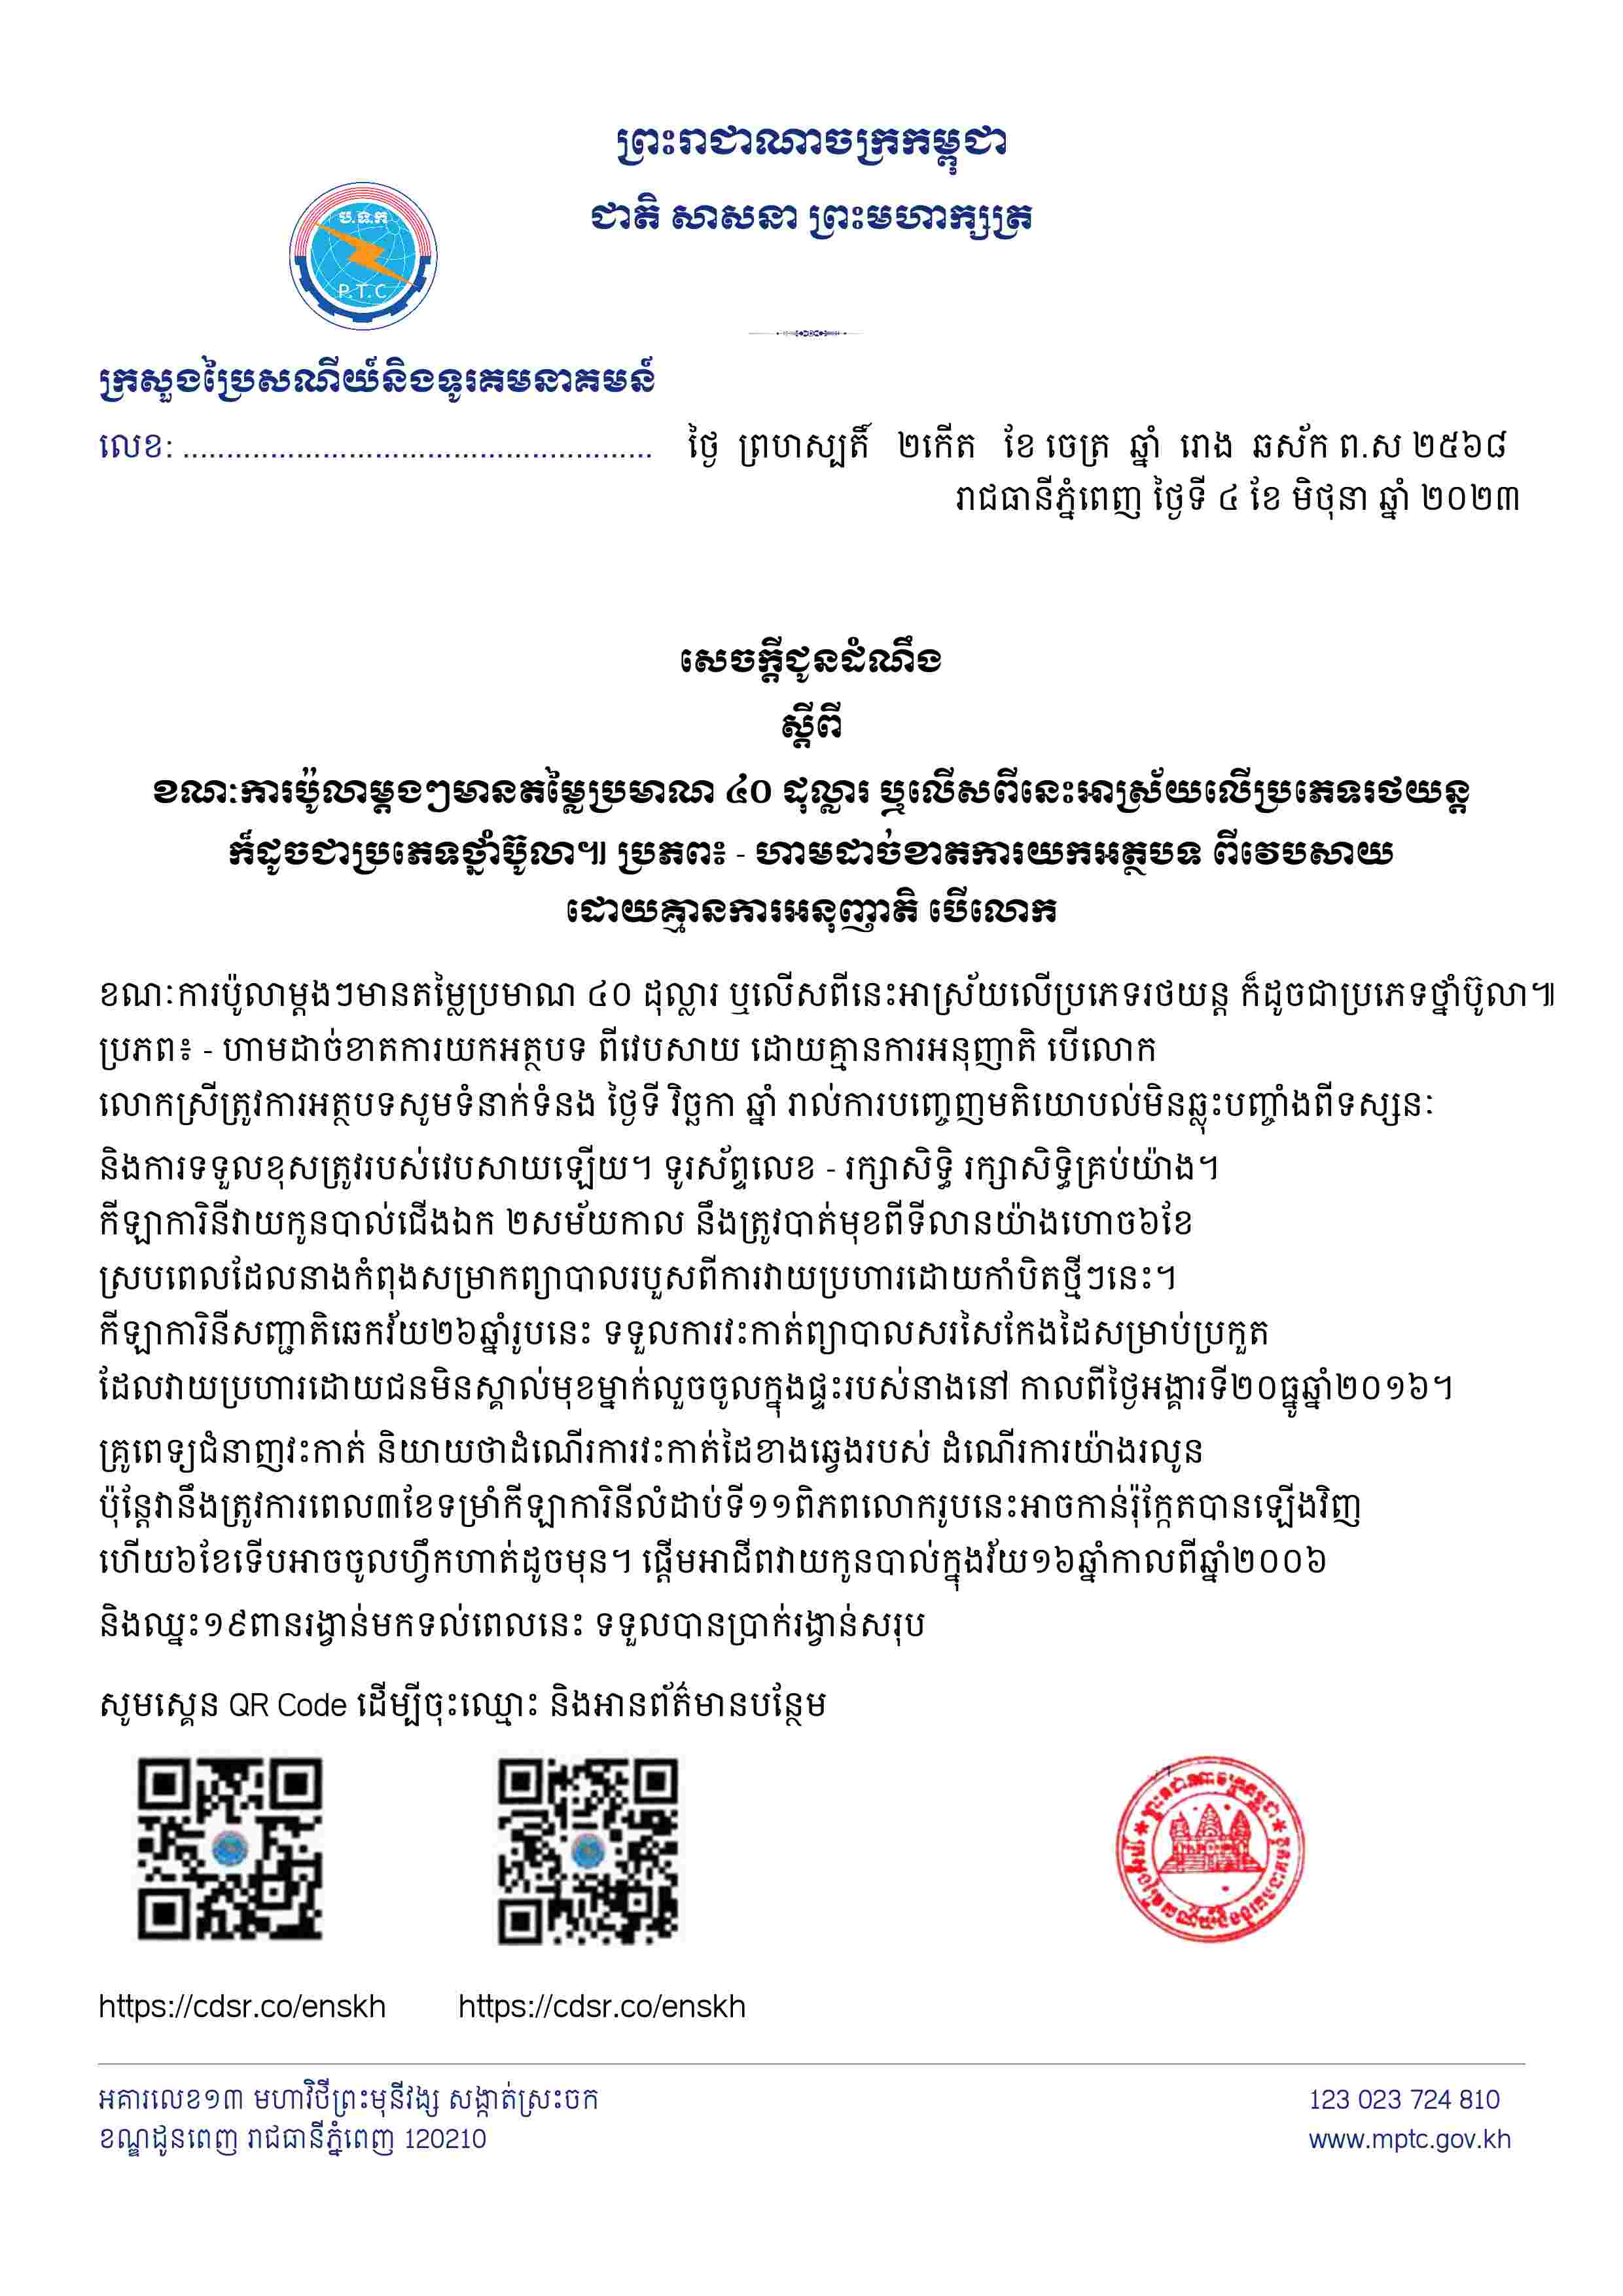 ព្រះរាជាណាចក្រកម្ពុជា
ជាតិ សាសនា ព្រះមហាក្សត្រ
ប.ទ.ក
P.T.C
ក្រសួងប្រៃសណីយ៍និងទូរគមនាគមន៍
លេខ: ......................................................
ថ្ងៃ ព្រហស្បតិ៍ ២កើត ខែ ចេត្រ ឆ្នាំ រោង ឆស័ក ព.ស ២៥៦៨
រាជធានីភ្នំពេញ ថ្ងៃទី ៤ ខែ មិថុនា ឆ្នាំ ២០២៣
សេចក្តីជូនដំណឹង
ស្តីពី
ខណៈការប៉ូលាម្តងៗមានតម្លៃប្រមាណ ៤០ ដុល្លារ ឬលើសពីនេះអាស្រ័យលើប្រភេទរថយន្ត
ក៏ដូចជាប្រភេទថ្នាំប៊ូលា៕ ប្រភព៖ - ហាមដាច់ខាតការយកអត្ថបទ ពីវេបសាយ
ដោយគ្មានការអនុញាតិ បើលោក
ខណៈការប៉ូលាម្តងៗមានតម្លៃប្រមាណ ៤០ ដុល្លារ ឬលើសពីនេះអាស្រ័យលើប្រភេទរថយន្ត ក៏ដូចជាប្រភេទថ្នាំប៊ូលា៕
ប្រភព៖ - ហាមដាច់ខាតការយកអត្ថបទ ពីវេបសាយ ដោយគ្មានការអនុញាតិ បើលោក
លោកស្រីត្រូវការអត្ថបទសូមទំនាក់ទំនង ថ្ងៃទី វិច្ឆកា ឆ្នាំ រាល់ការបញ្ចេញមតិយោបល់មិនឆ្លុះបញ្ចាំងពីទស្សនៈ
និងការទទួលខុសត្រូវរបស់វេបសាយឡើយ។ ទូរស័ព្ទលេខ - រក្សាសិទ្ធិ រក្សាសិទ្ធិគ្រប់យ៉ាង។
កីឡាការិនីវាយកូនបាល់ជើងឯក ២សម័យកាល នឹងត្រូវបាត់មុខពីទីលានយ៉ាងហោច៦ខែ
ស្របពេលដែលនាងកំពុងសម្រាកព្យាបាលរបួសពីការវាយប្រហារដោយកាំបិតថ្មីៗនេះ។
កីឡាការិនីសញ្ជាតិឆេកវ័យ២៦ឆ្នាំរូបនេះ ទទួលការវះកាត់ព្យាបាលសរសៃកែងដៃសម្រាប់ប្រកួត
ដែលវាយប្រហារដោយជនមិនស្គាល់មុខម្នាក់លួចចូលក្នុងផ្ទះរបស់នាងនៅ កាលពីថ្ងៃអង្គារទី២០ធ្នូឆ្នាំ២០១៦។
គ្រូពេទ្យជំនាញវះកាត់ និយាយថាដំណើរការវះកាត់ដៃខាងឆ្វេងរបស់ ដំណើរការយ៉ាងរលូន
ប៉ុន្តែវានឹងត្រូវការពេល៣ខែទម្រាំកីឡាការិនីលំដាប់ទី១១ពិភពលោករូបនេះអាចកាន់រ៉ុក្កែតបានឡើងវិញ
ហើយ៦ខែទើបអាចចូលហ្វឹកហាត់ដូចមុន។ ផ្តើមអាជីពវាយកូនបាល់ក្នុងវ័យ១៦ឆ្នាំកាលពីឆ្នាំ២០០៦
និងឈ្នះ១៩ពានរង្វាន់មកទល់ពេលនេះ ទទួលបានប្រាក់រង្វាន់សរុប
សូមស្គេន QR Code ដើម្បីចុះឈ្មោះ និងអានព័ត៌មានបន្ថែម
ព្រះរាជាណាចក្រកម្ពុជា
ក្រសួងប្រៃសណីយ៍និងទូរគមនាគមន៍
https://cdsr.co/enskh https://cdsr.co/enskh
អគារលេខ១៣ មហាវិថីព្រះមុនីវង្ស សង្កាត់ស្រះចក
ខណ្ឌដូនពេញ រាជធានីភ្នំពេញ 120210
123 023 724 810
www.mptc.gov.kh